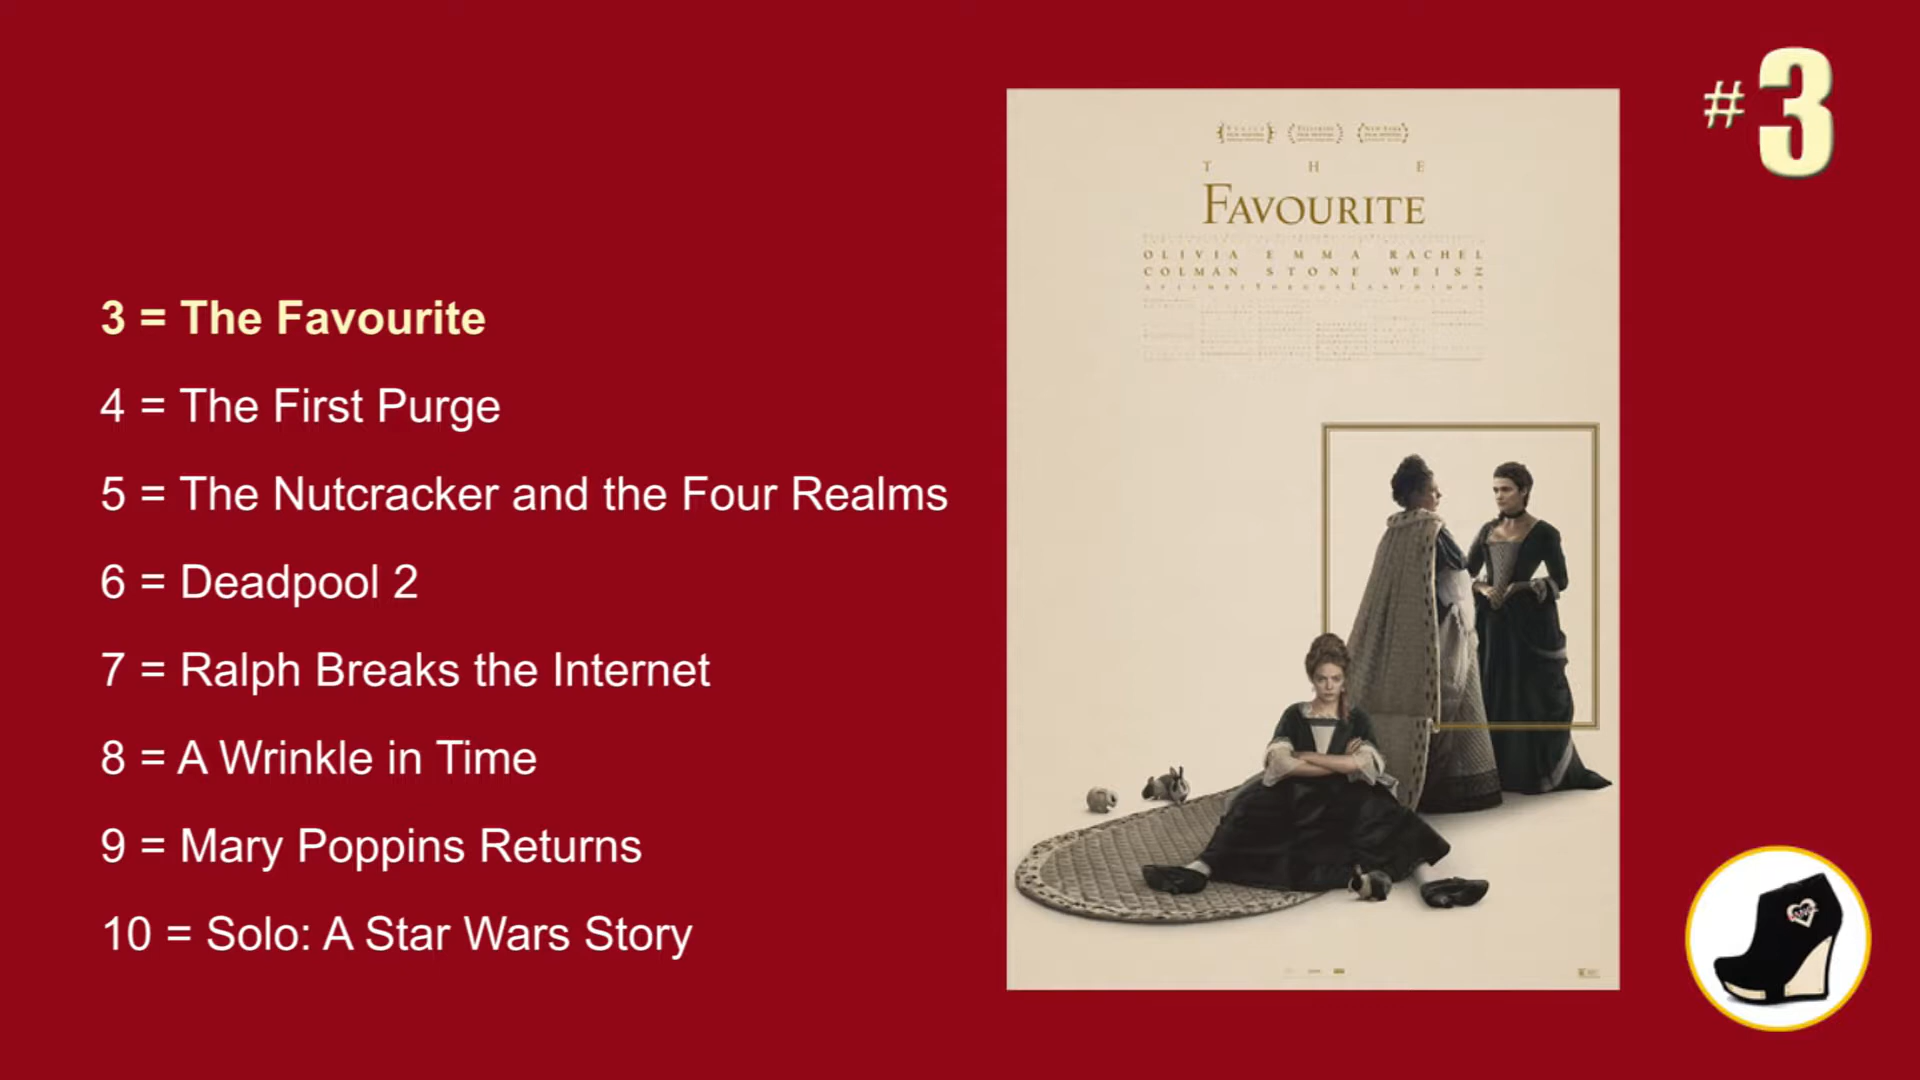 #3
3 = The Favourite
4 = The First Purge
5 = The Nutcracker and the Four Realms
6 = Deadpool 2
7 = Ralph Breaks the Internet
8 = A Wrinkle in Time
9 = Mary Poppins Returns
10 = Solo: A Star Wars Story
THE
FAVOURITE
OLIVIA EMMA RACHEL
COLMAN STONE WEISZ